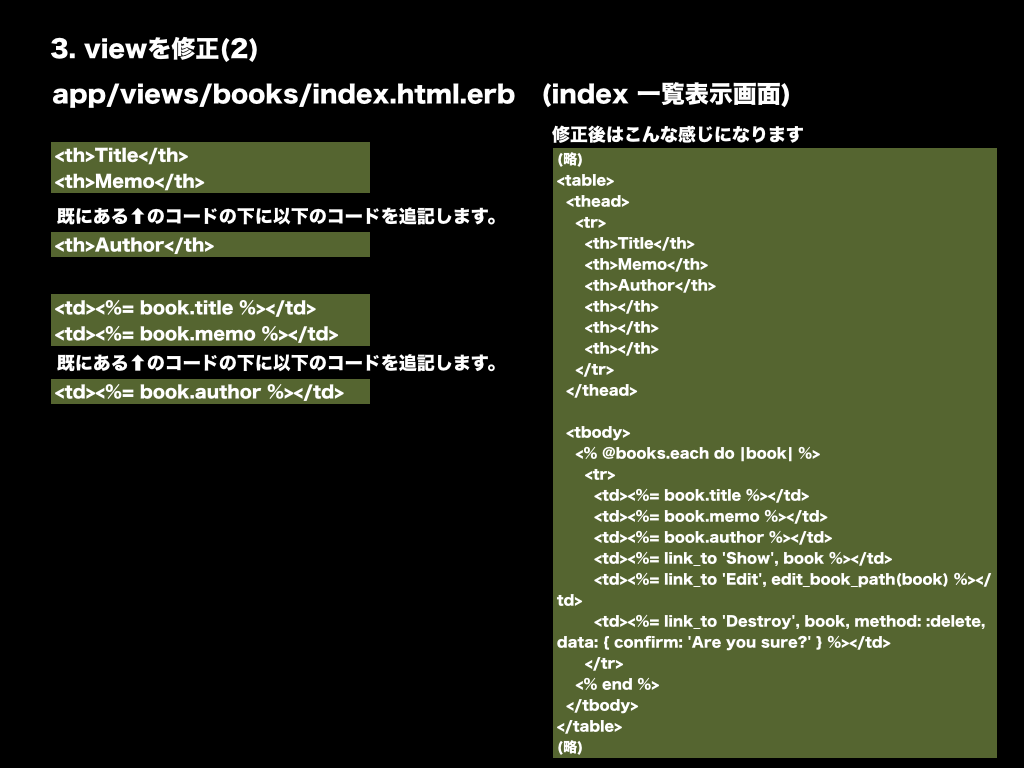 3. viewを修正(2)
app/views/books/index.html.erb (index 一覧表示画面)
<th>Title</th>
<th>Memo</th>
既にある⬆のコードの下に以下のコードを追記します。
<th>Author</th>
<td><%= book.title %></td>
<td><%= book.memo %></td>
既にある⬆のコードの下に以下のコードを追記します。
<td><%= book.author %></td>
修正後はこんな感じになります
(略)
<table>
  <thead>
    <tr>
      <th>Title</th>
      <th>Memo</th>
      <th>Author</th>
      <th></th>
      <th></th>
      <th></th>
    </tr>
  </thead>
  <tbody>
    <% @books.each do |book| %>
      <tr>
        <td><%= book.title %></td>
        <td><%= book.memo %></td>
        <td><%= book.author %></td>
        <td><%= link_to 'Show', book %></td>
        <td><%= link_to 'Edit', edit_book_path(book) %></
td>
        <td><%= link_to 'Destroy', book, method: :delete,
data: { confirm: 'Are you sure?' } %></td>
      </tr>
    <% end %>
  </tbody>
</table>
(略)